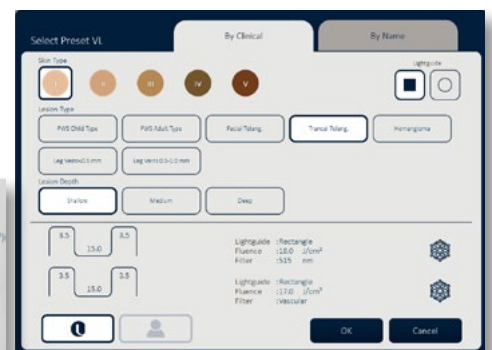 Select Preset VL
By Clinical
By Name
Skin Type
Lightguide
I
II
III
IV
V
Lesion Type
PWS Child Type
PWS Adult Type
Facial Telang.
Truncal Telang.
Hemangioma
Leg Veins<0.5 mm
Leg Veins 0.5-1.0 mm
Lesion Depth
Shallow
Medium
Deep
3.5 15.0 3.5
Lightguide :Rectangle
Fluence :18.0 J/cm²
Filter :515 nm
3.5 15.0 3.5
Lightguide :Rectangle
Fluence :17.0 J/cm²
Filter :Vascular
OK
Cancel